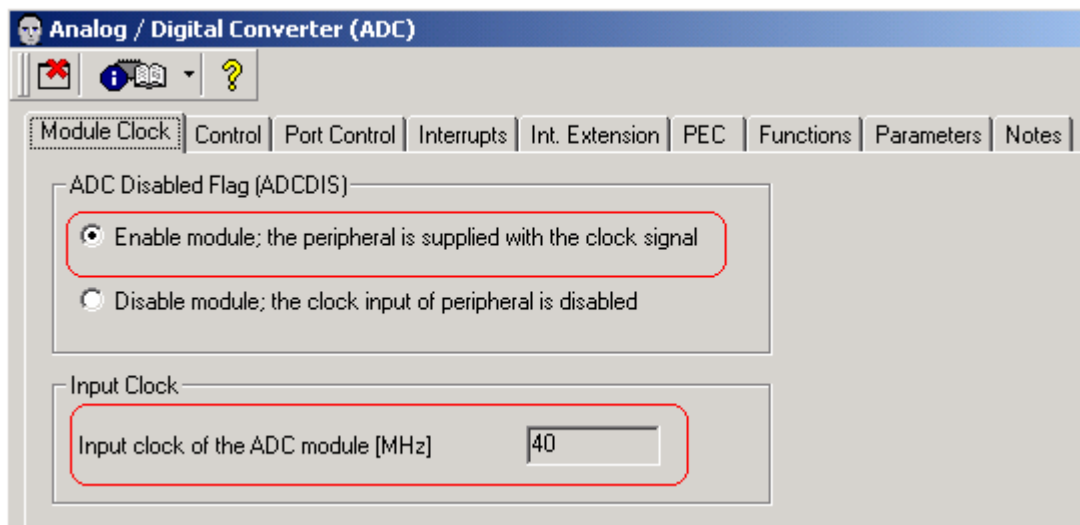 Analog / Digital Converter (ADC)
Module Clock Control Port Control Interrupts Int. Extension PEC Functions Parameters Notes
ADC Disabled Flag (ADCDIS)
Enable module; the peripheral is supplied with the clock signal
Disable module; the clock input of peripheral is disabled
Input Clock
Input clock of the ADC module [MHz] 40